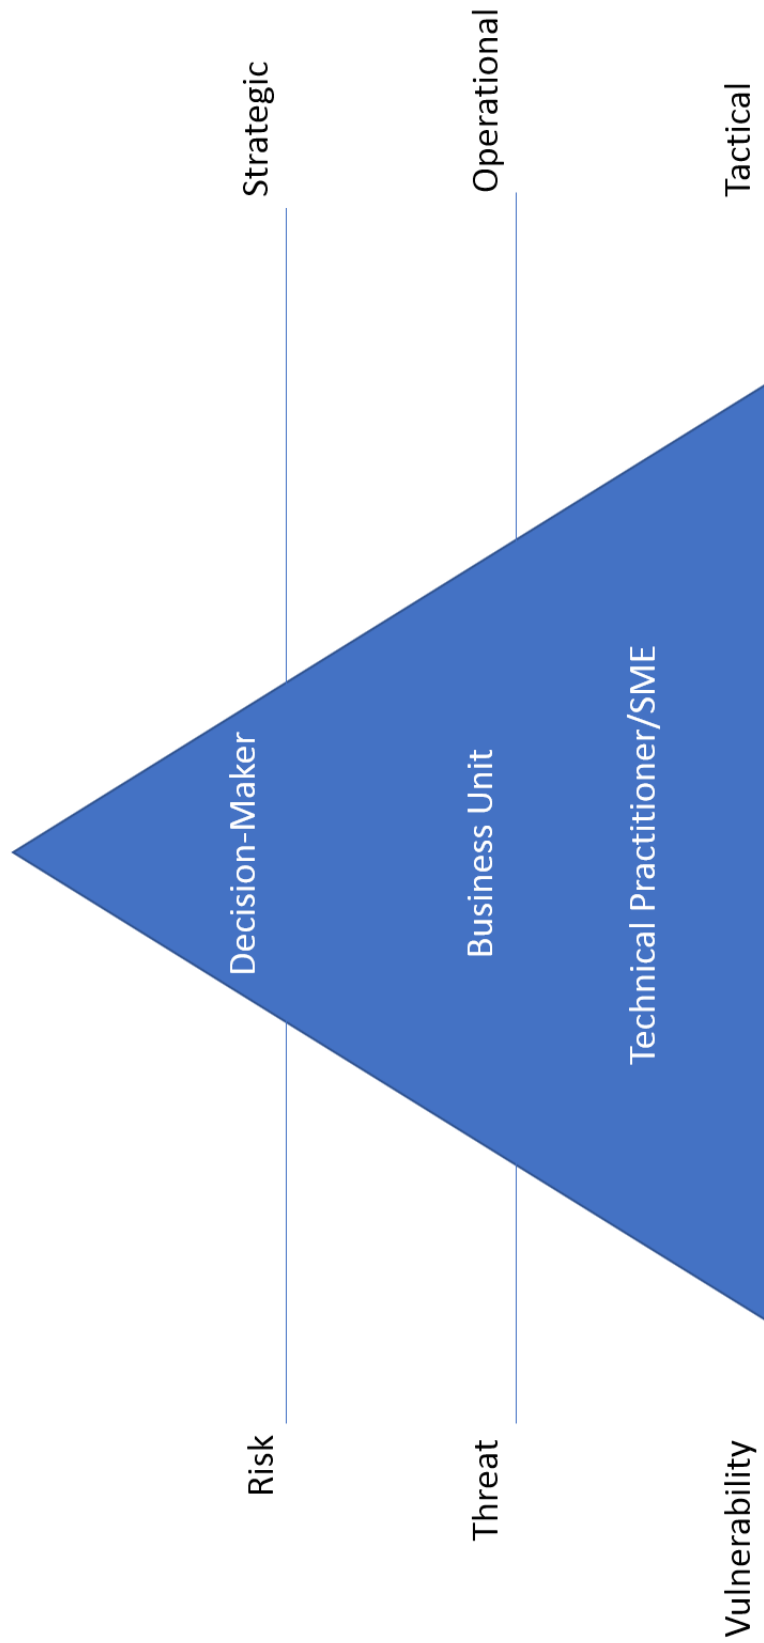 Risk
Decision-Maker
Strategic
Threat
Business Unit
Operational
Technical Practitioner/SME
Vulnerability
Tactical